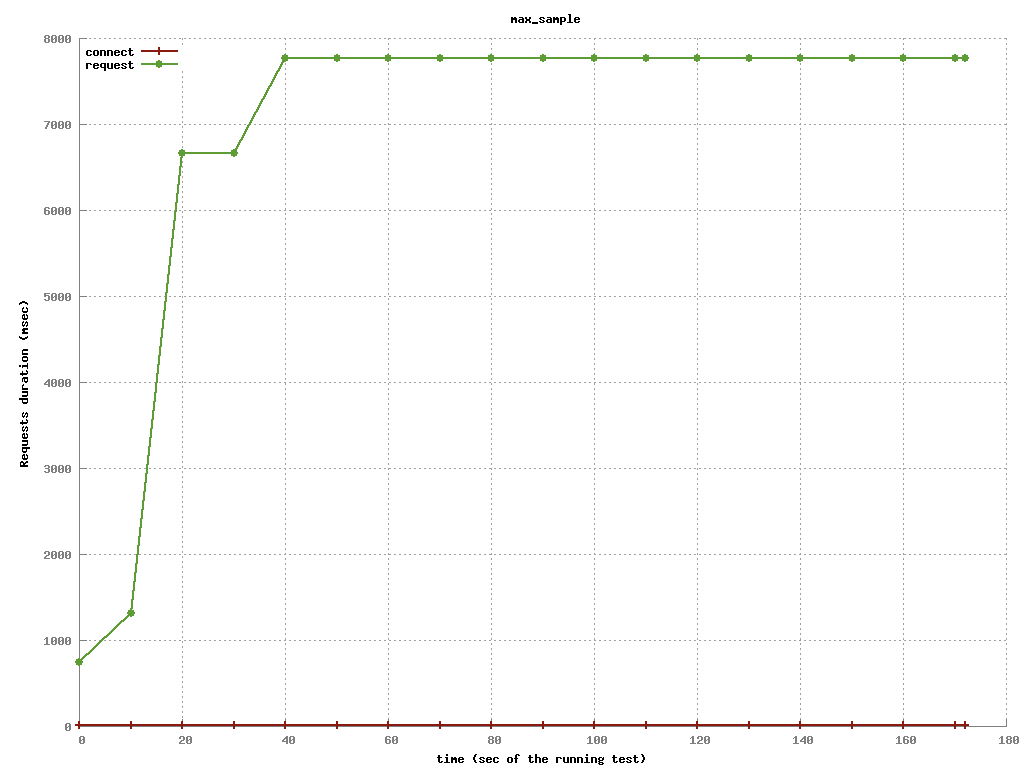 max_sample
connect
request
8000
7000
6000
5000
4000
3000
2000
1000
0
Requests duration (msec)
0 20 40 60 80 100 120 140 160 180
time (sec of the running test)